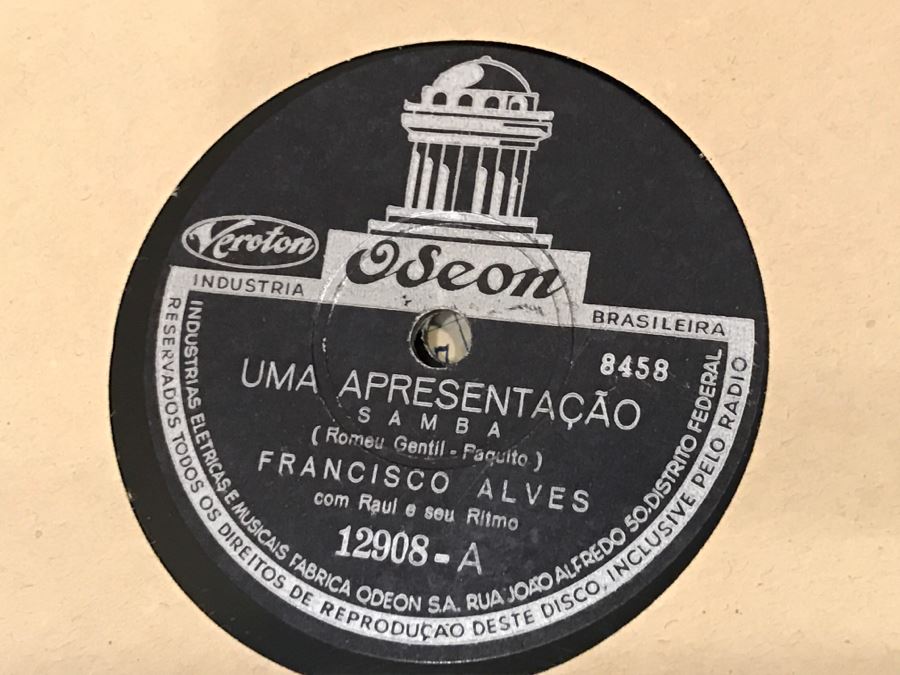 Veroton
Odeon
INDUSTRIA BRASILEIRA
8458
UMA APRESENTAÇÃO
SAMBA
(Romeu Gentil - Paquito)
FRANCISCO ALVES
com Raul e seu Ritmo
12908-A
INDUSTRIAS ELETRICAS E MUSICAIS FABRICA ODEON S.A. RUA JOÃO ALFREDO 50.DISTRITO FEDERAL
RESERVADOS TODOS OS DIREITOS DE REPRODUÇAO DESTE DISCO, INCLUSIVE PELO RADIO